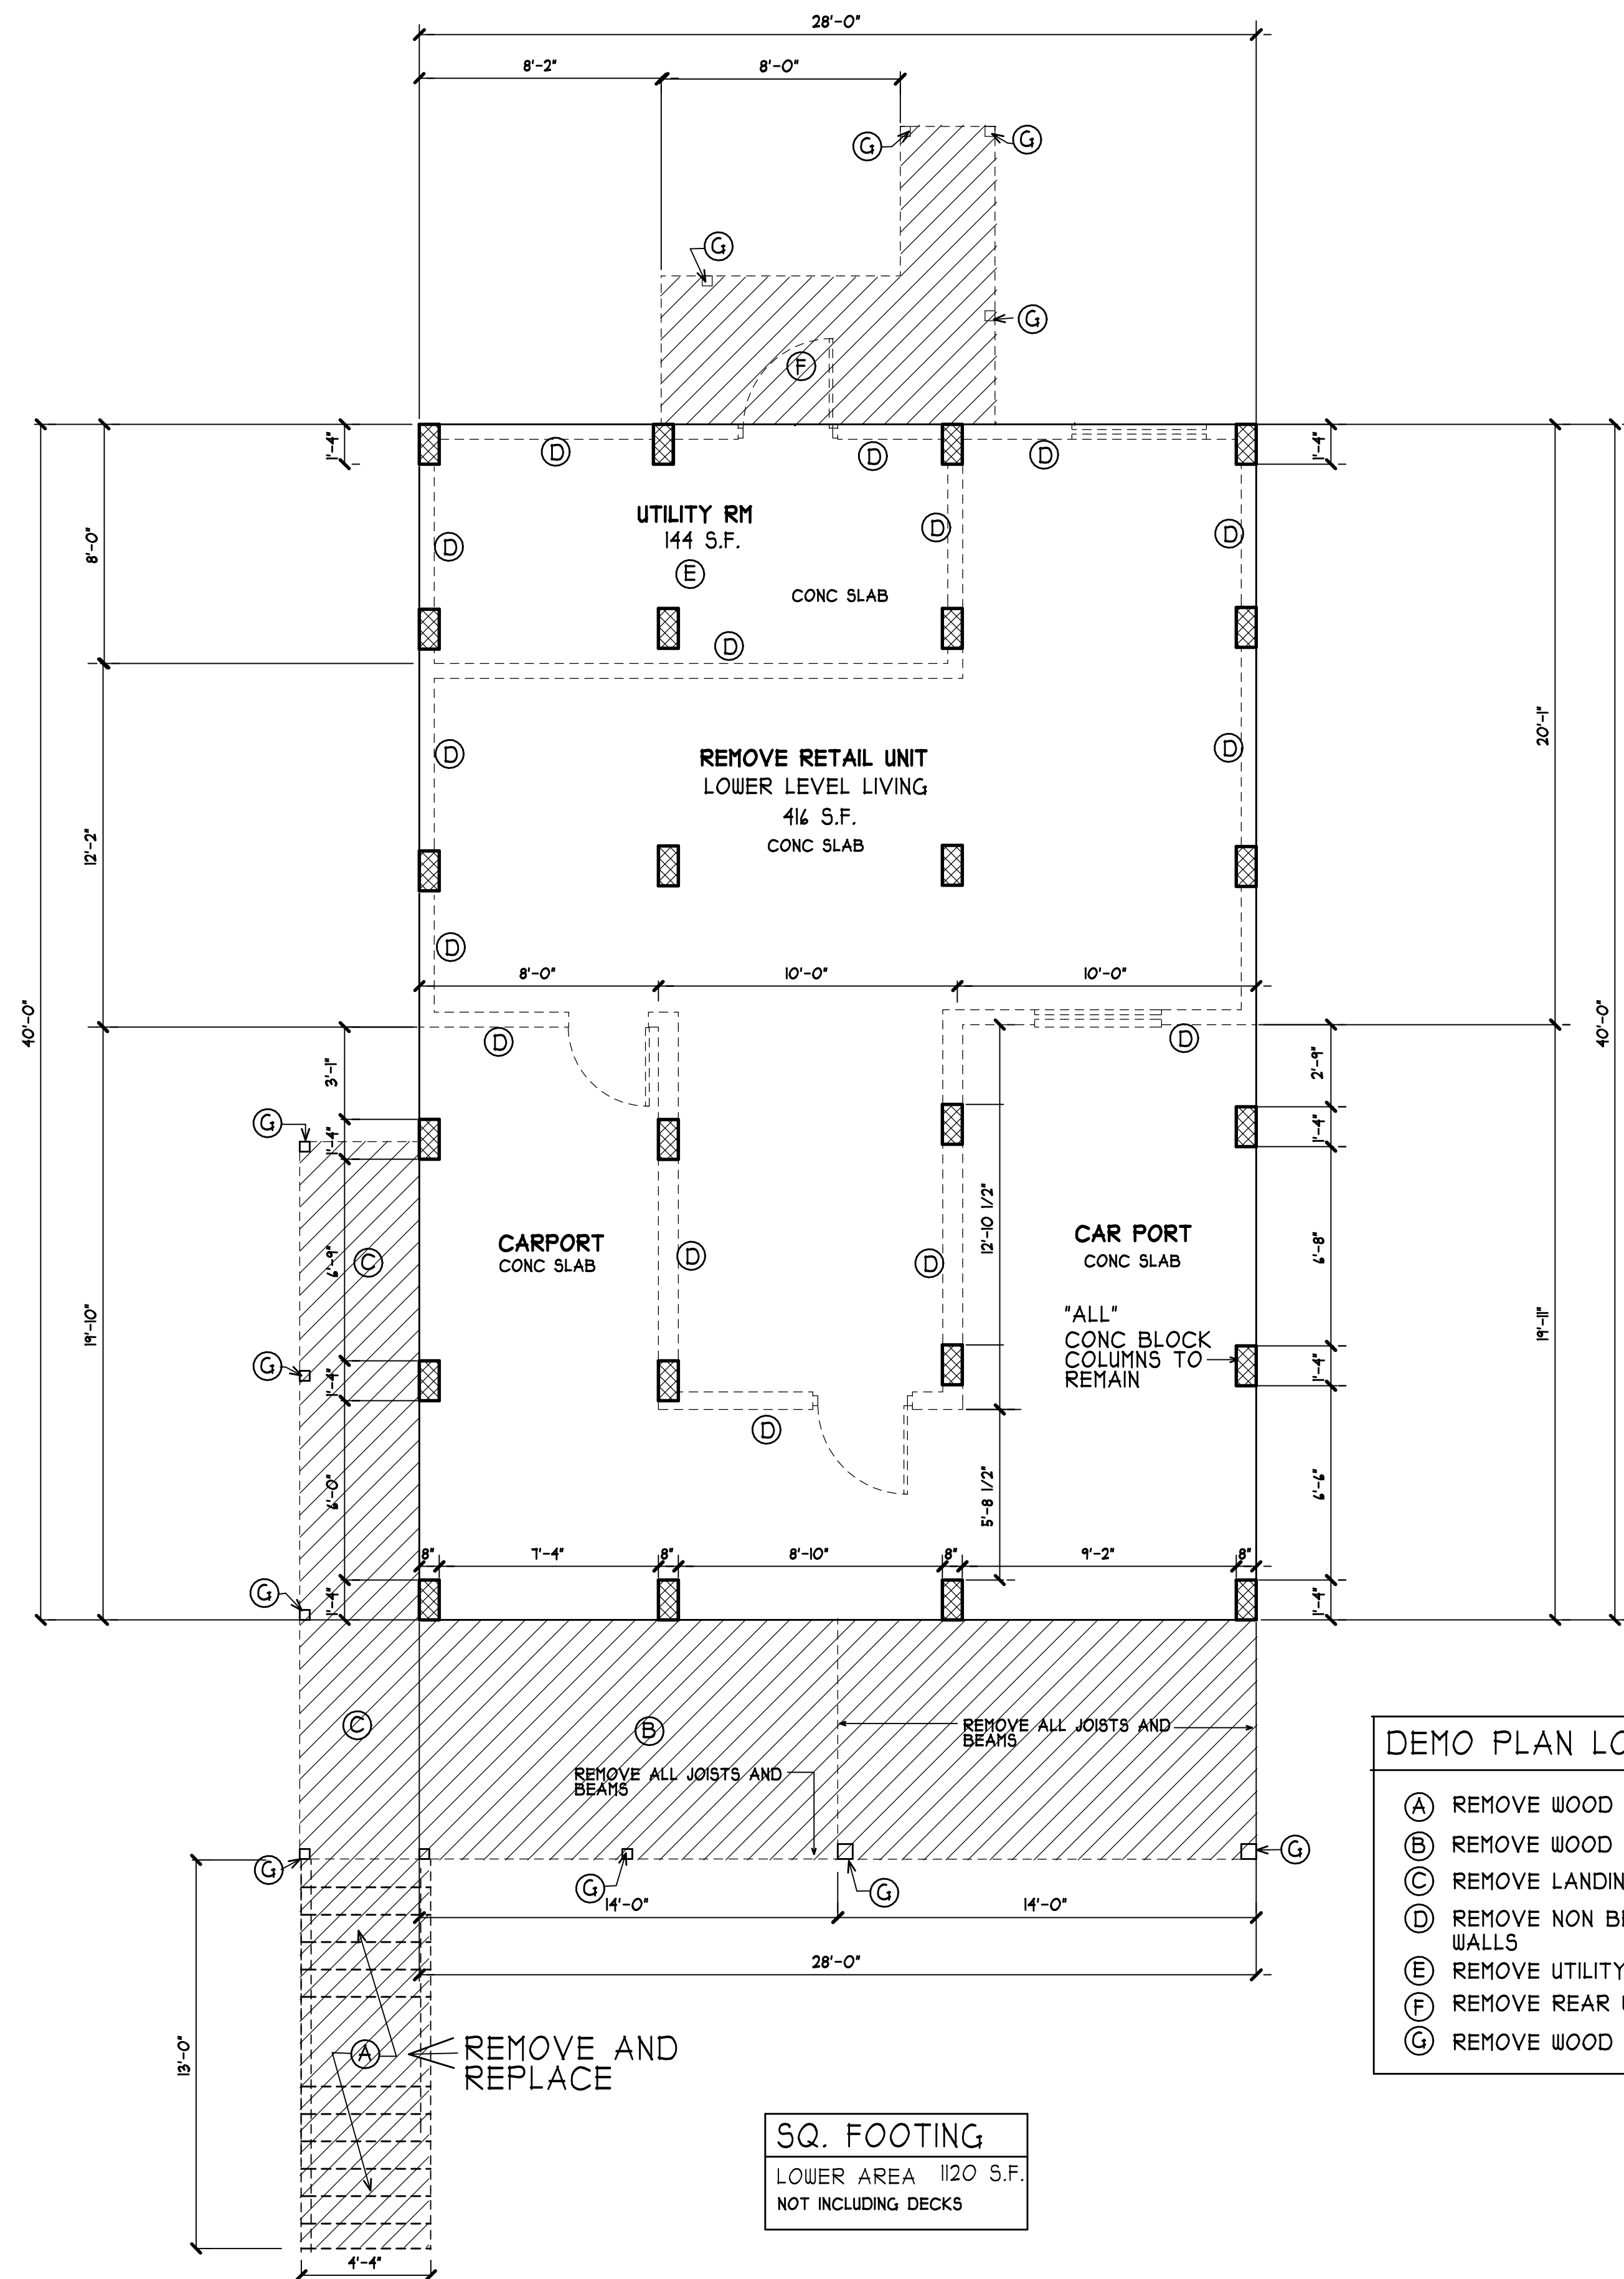 28'-0"
8'-2"
8'-0"
G
G
G
G
F
1'-4"
1'-4"
D
D
D
UTILITY RM
144 S.F.
D
D
D
8'-0"
E
CONC SLAB
D
20'-1"
D
D
REMOVE RETAIL UNIT
LOWER LEVEL LIVING
416 S.F.
CONC SLAB
12'-2"
D
8'-0"
10'-0"
10'-0"
40'-0"
40'-0"
D
D
3'-1"
2'-9"
G
1'-4"
1'-4"
12'-10 1/2"
CARPORT
CONC SLAB
CAR PORT
CONC SLAB
C
6'-9"
D
D
6'-8"
19'-10"
19'-11"
"ALL"
CONC BLOCK
COLUMNS TO
REMAIN
G
1'-4"
1'-4"
D
6'-0"
5'-8 1/2"
6'-6"
8"
7'-4"
8"
8'-10"
8"
9'-2"
8"
G
1'-4"
1'-4"
C
B
REMOVE ALL JOISTS AND
BEAMS
REMOVE ALL JOISTS AND
BEAMS
G
G
G
G
14'-0"
14'-0"
28'-0"
13'-0"
A
REMOVE AND
REPLACE
4'-4"
DEMO PLAN LO
A REMOVE WOOD
B REMOVE WOOD
C REMOVE LANDIN
D REMOVE NON BE
WALLS
E REMOVE UTILITY
F REMOVE REAR
G REMOVE WOOD
SQ. FOOTING
LOWER AREA 1120 S.F.
NOT INCLUDING DECKS